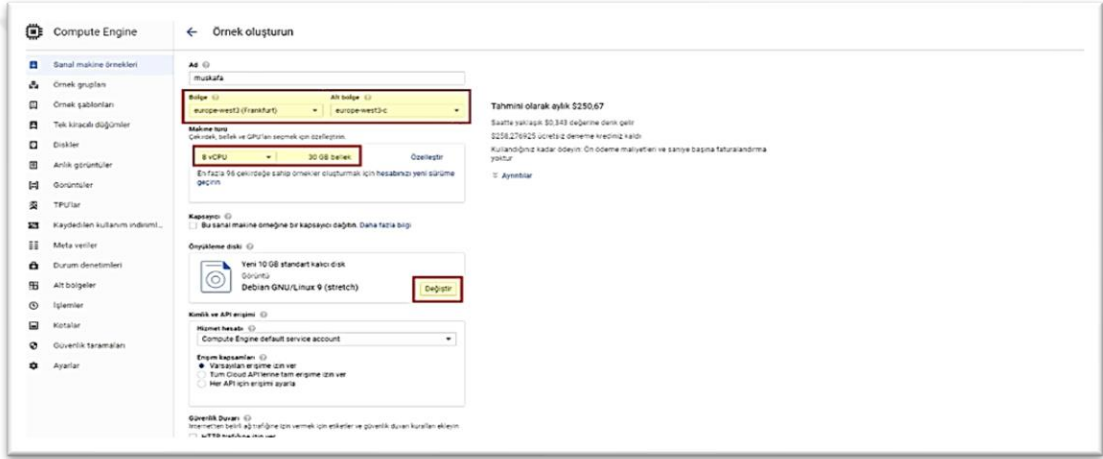 Compute Engine
Örnek oluşturun
Sanal makine örnekleri
Örnek grupları
Örnek şablonları
Tek kiracılı düğümler
Diskler
Anlık görüntüler
Görüntüler
TPU'lar
Kaydedilen kullanım indiriml...
Meta veriler
Durum denetimleri
Alt bölgeler
İşlemler
Kotalar
Güvenlik taramaları
Ayarlar
Ad
muskafa
Bölge
Alt bölge
europe-west3 (Frankfurt)
europe-west3-c
Makine türü
Çekirdek, bellek ve GPU'ları seçmek için özelleştirin.
8 vCPU
30 GB bellek
Özelleştir
En fazla 96 çekirdeğe sahip örnekler oluşturmak için hesabınızı yeni sürüme
geçirin
Kapsayıcı
Bu sanal makine örneğine bir kapsayıcı dağıtın. Daha fazla bilgi
Önyükleme diski
Yeni 10 GB standart kalıcı disk
Görüntü
Debian GNU/Linux 9 (stretch)
Değiştir
Kimlik ve API erişimi
Hizmet hesabı
Compute Engine default service account
Erişim kapsamları
Varsayılan erişime izin ver
Tüm Cloud API'lerine tam erişime izin ver
Her API için erişimi ayarla
Güvenlik Duvarı
İnternet'ten belirli ağ trafiğine izin vermek için etiketler ve güvenlik duvarı kuralları ekleyin
HTTP trafiğine izin ver
Tahmini olarak aylık $250,67
Saatte yaklaşık $0,343 değerine denk gelir
$258,276925 ücretsiz deneme krediniz kaldı
Kullandığınız kadar ödeyin: Ön ödeme maliyetleri ve saniye başına faturalandırma
yoktur
Ayrıntılar